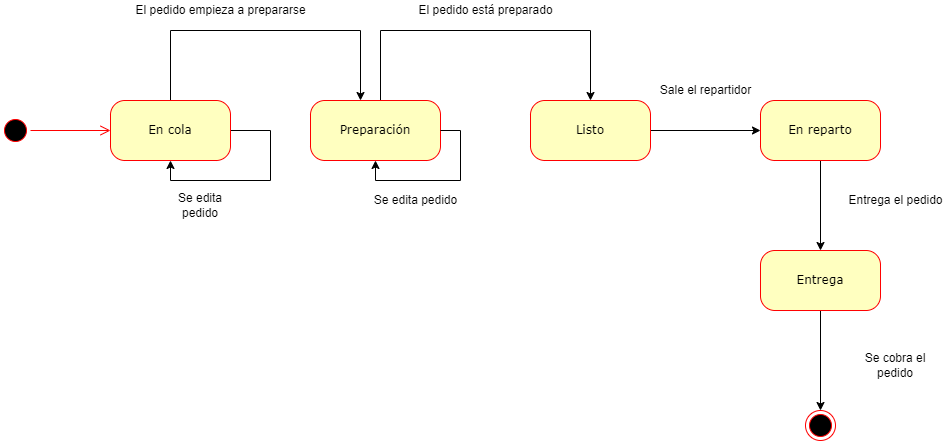 El pedido empieza a prepararse
El pedido está preparado
Sale el repartidor
En cola
Preparación
Listo
En reparto
Se edita
pedido
Se edita pedido
Entrega el pedido
Entrega
Se cobra el
pedido